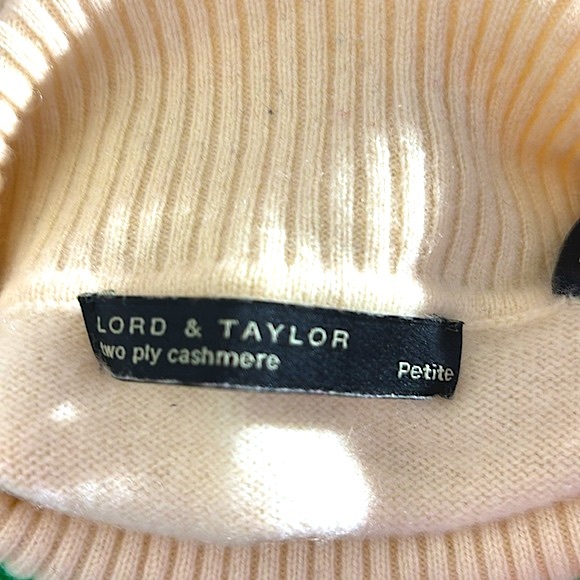 LORD & TAYLOR
two ply cashmere
Petite